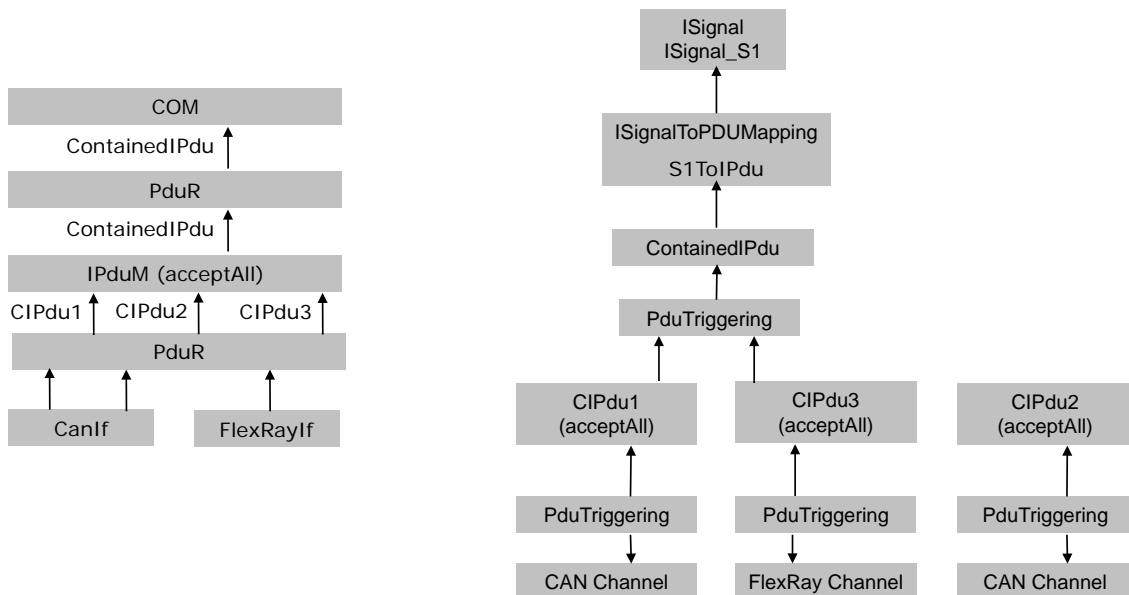 COM
ContainedIPdu
PduR
ContainedIPdu
IPduM (acceptAll)
CIPdu1 CIPdu2 CIPdu3
PduR
CanIf FlexRayIf
ISignal
ISignal_S1
ISignalToPDUMapping
S1ToIPdu
ContainedIPdu
PduTriggering
CIPdu1
(acceptAll)
CIPdu3
(acceptAll)
CIPdu2
(acceptAll)
PduTriggering PduTriggering PduTriggering
CAN Channel FlexRay Channel CAN Channel